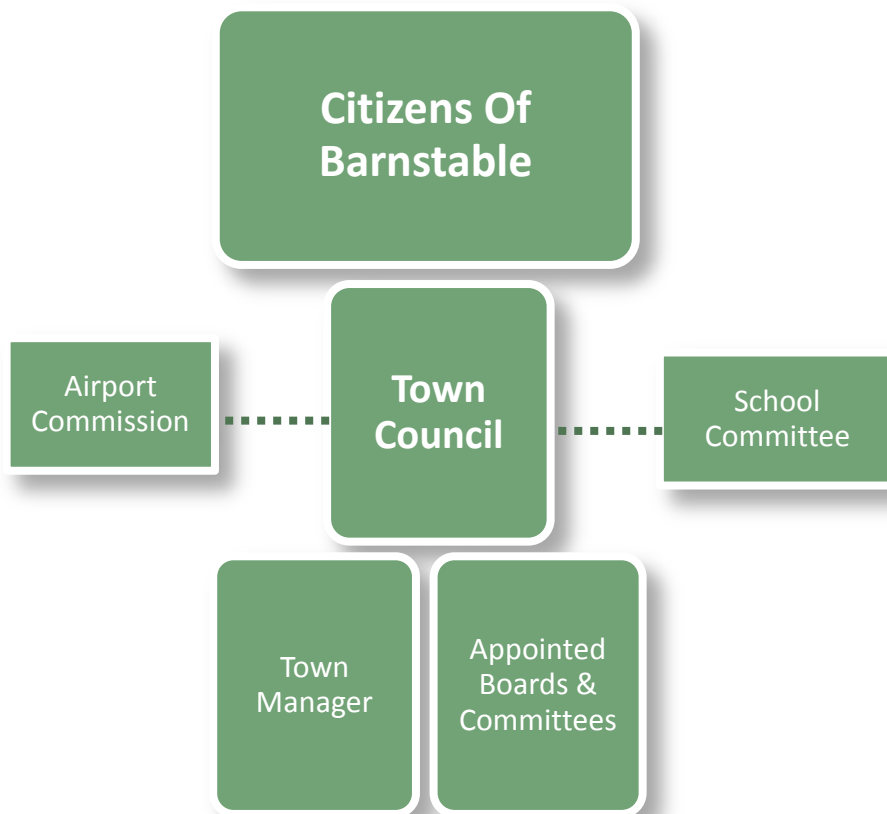 Citizens Of
Barnstable
Airport
Commission
Town
Council
School
Committee
Town
Manager
Appointed
Boards &
Committees